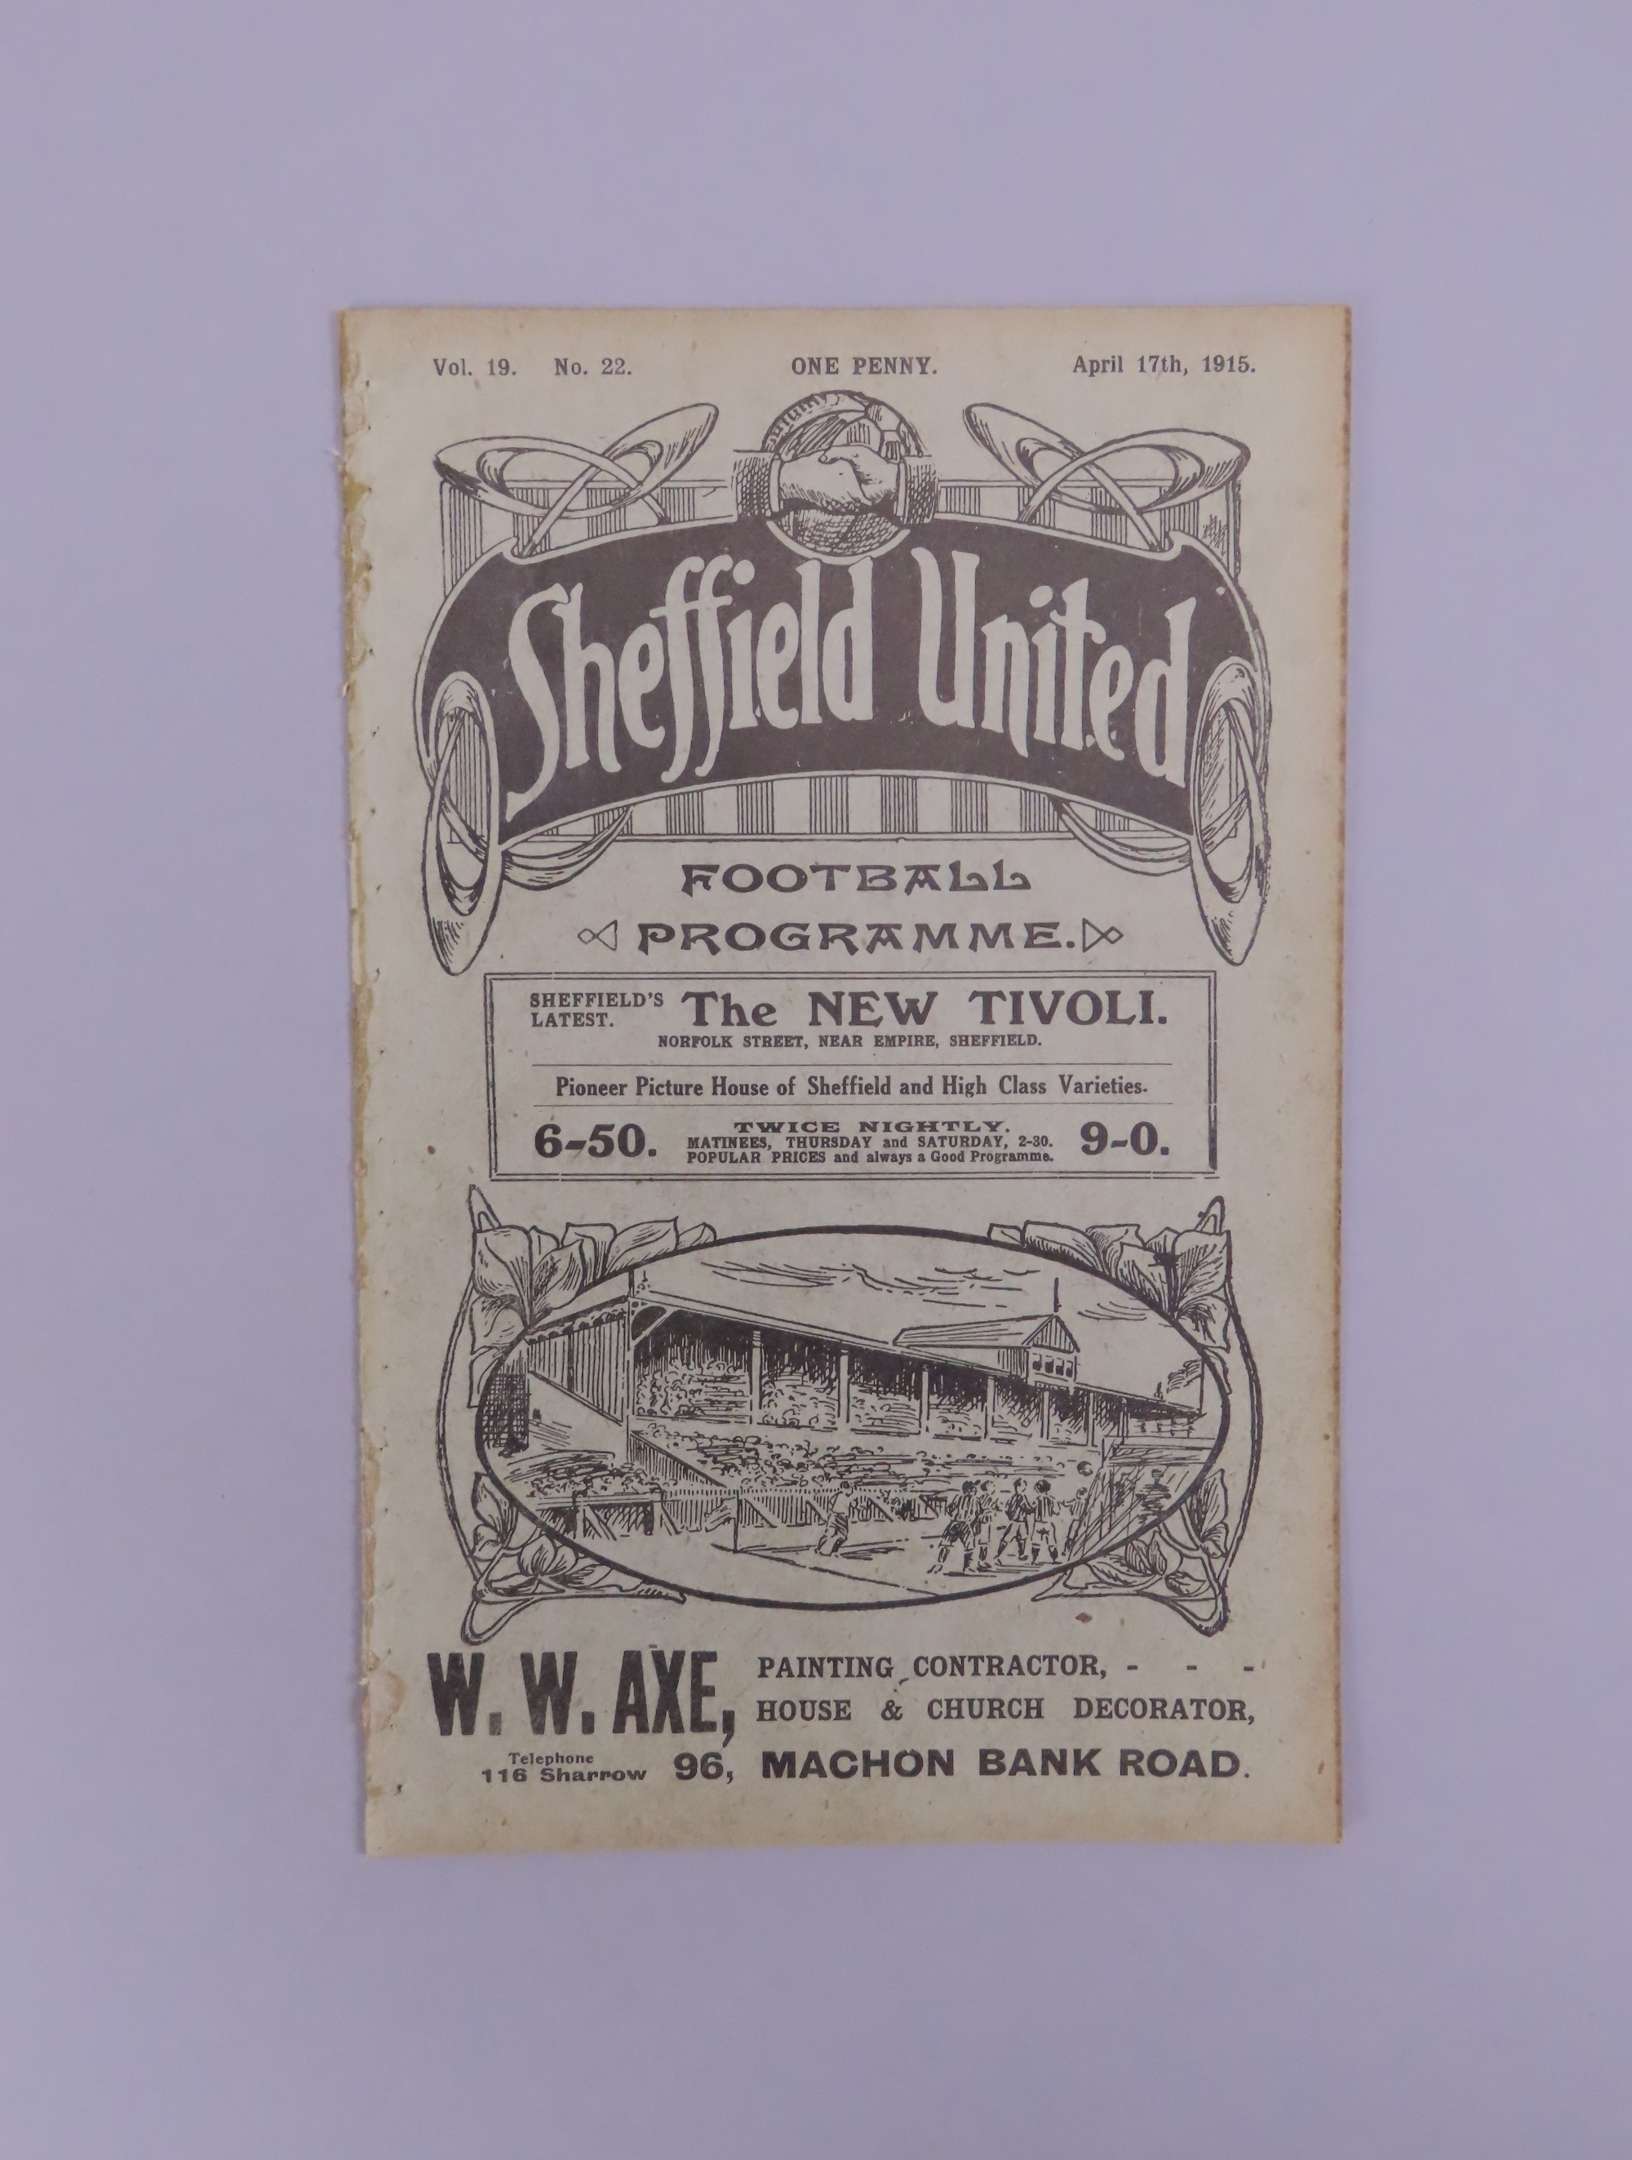 Vol. 19. No. 22. ONE PENNY. April 17th, 1915.
Sheffield United
FOOTBALL
PROGRAMME.
SHEFFIELD'S LATEST. The NEW TIVOLI.
NORFOLK STREET, NEAR EMPIRE, SHEFFIELD.
Pioneer Picture House of Sheffield and High Class Varieties.
6-50. TWICE NIGHTLY. 9-0.
MATINEES, THURSDAY and SATURDAY, 2-30.
POPULAR PRICES and always a Good Programme.
W. W. AXE, PAINTING CONTRACTOR, - - -
HOUSE & CHURCH DECORATOR,
Telephone
116 Sharrow 96, MACHON BANK ROAD.